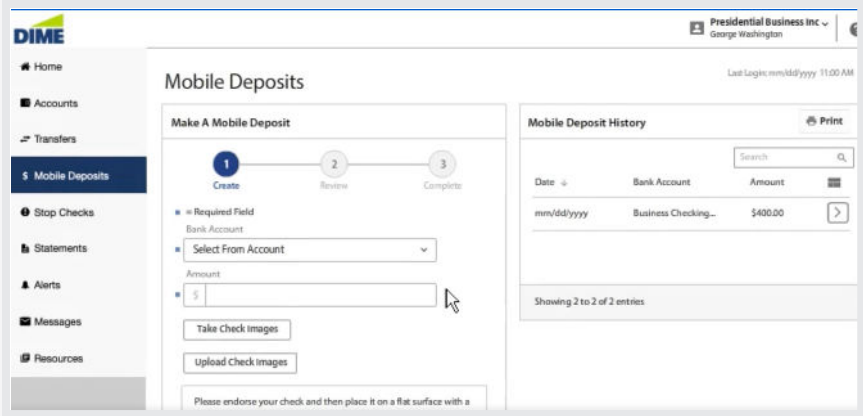 DIME
Presidential Business Inc
George Washington
Home
Accounts
Transfers
$ Mobile Deposits
Stop Checks
Statements
Alerts
Messages
Resources
Mobile Deposits
Last Login: mm/dd/yyyy 11:00 AM
Make A Mobile Deposit
1 2 3
Create Review Complete
= Required Field
Bank Account
Select From Account
Amount
$
Take Check Images
Upload Check Images
Please endorse your check and then place it on a flat surface with a
Mobile Deposit History
Print
Search
Date Bank Account Amount
mm/dd/yyyy Business Checking... $400.00
Showing 2 to 2 of 2 entries